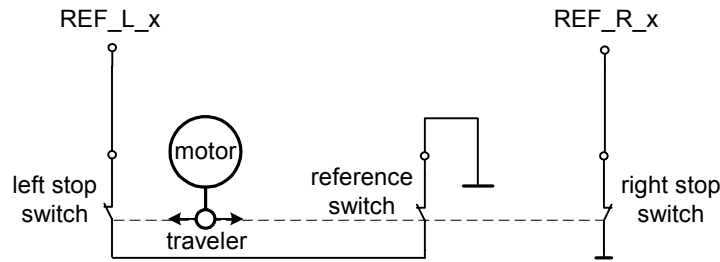 REF_L_x
REF_R_x
motor
left stop
switch
reference
switch
right stop
switch
traveler